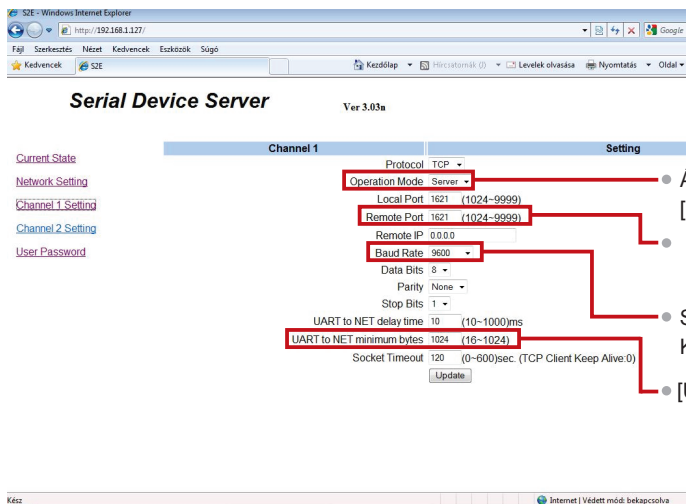 S2E - Windows Internet Explorer
http://192.168.1.127/
Google
Fájl Szerkesztés Nézet Kedvencek Eszközök Súgó
Kedvencek S2E Kezdőlap Hírcsatornák (J) Levelek olvasása Nyomtatás Oldal
Serial Device Server Ver 3.03n
Channel 1 Setting
Current State
Network Setting
Channel 1 Setting
Channel 2 Setting
User Password
Protocol TCP
Operation Mode Server
Local Port 1621 (1024~9999)
Remote Port 1621 (1024~9999)
Remote IP 0.0.0.0
Baud Rate 9600
Data Bits 8
Parity None
Stop Bits 1
UART to NET delay time 10 (10~1000)ms
UART to NET minimum bytes 1024 (16~1024)
Socket Timeout 120 (0~600)sec. (TCP Client Keep Alive:0)
Update
Á
[
S
K
[U
Kész Internet | Védett mód: bekapcsolva